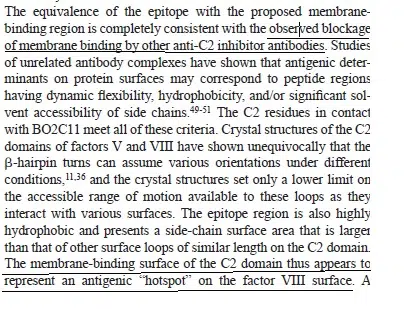 The equivalence of the epitope with the proposed membrane-
binding region is completely consistent with the observed blockage
of membrane binding by other anti-C2 inhibitor antibodies. Studies
of unrelated antibody complexes have shown that antigenic deter-
minants on protein surfaces may correspond to peptide regions
having dynamic flexibility, hydrophobicity, and/or significant sol-
vent accessibility of side chains.49-51 The C2 residues in contact
with BO2C11 meet all of these criteria. Crystal structures of the C2
domains of factors V and VIII have shown unequivocally that the
β-hairpin turns can assume various orientations under different
conditions,11,36 and the crystal structures set only a lower limit on
the accessible range of motion available to these loops as they
interact with various surfaces. The epitope region is also highly
hydrophobic and presents a side-chain surface area that is larger
than that of other surface loops of similar length on the C2 domain.
The membrane-binding surface of the C2 domain thus appears to
represent an antigenic “hotspot” on the factor VIII surface. A